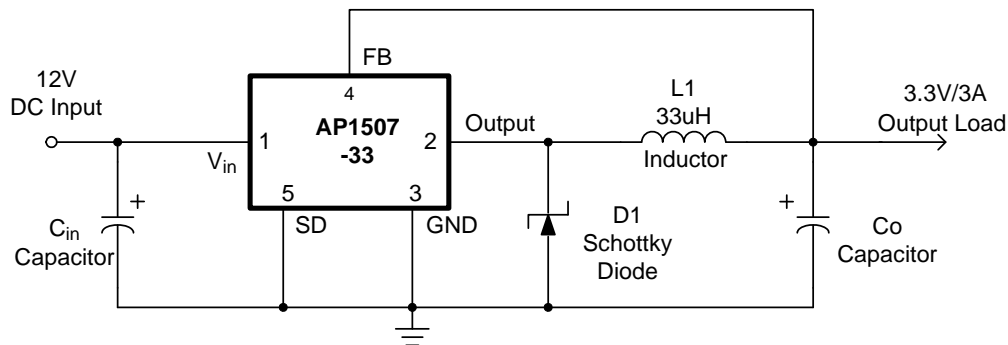 FB
12V
DC Input
4
AP1507
-33
1
2
Output
L1
33uH
Inductor
3.3V/3A
Output Load
Vin
5
3
SD
GND
+
Cin
Capacitor
D1
Schottky
Diode
+
Co
Capacitor